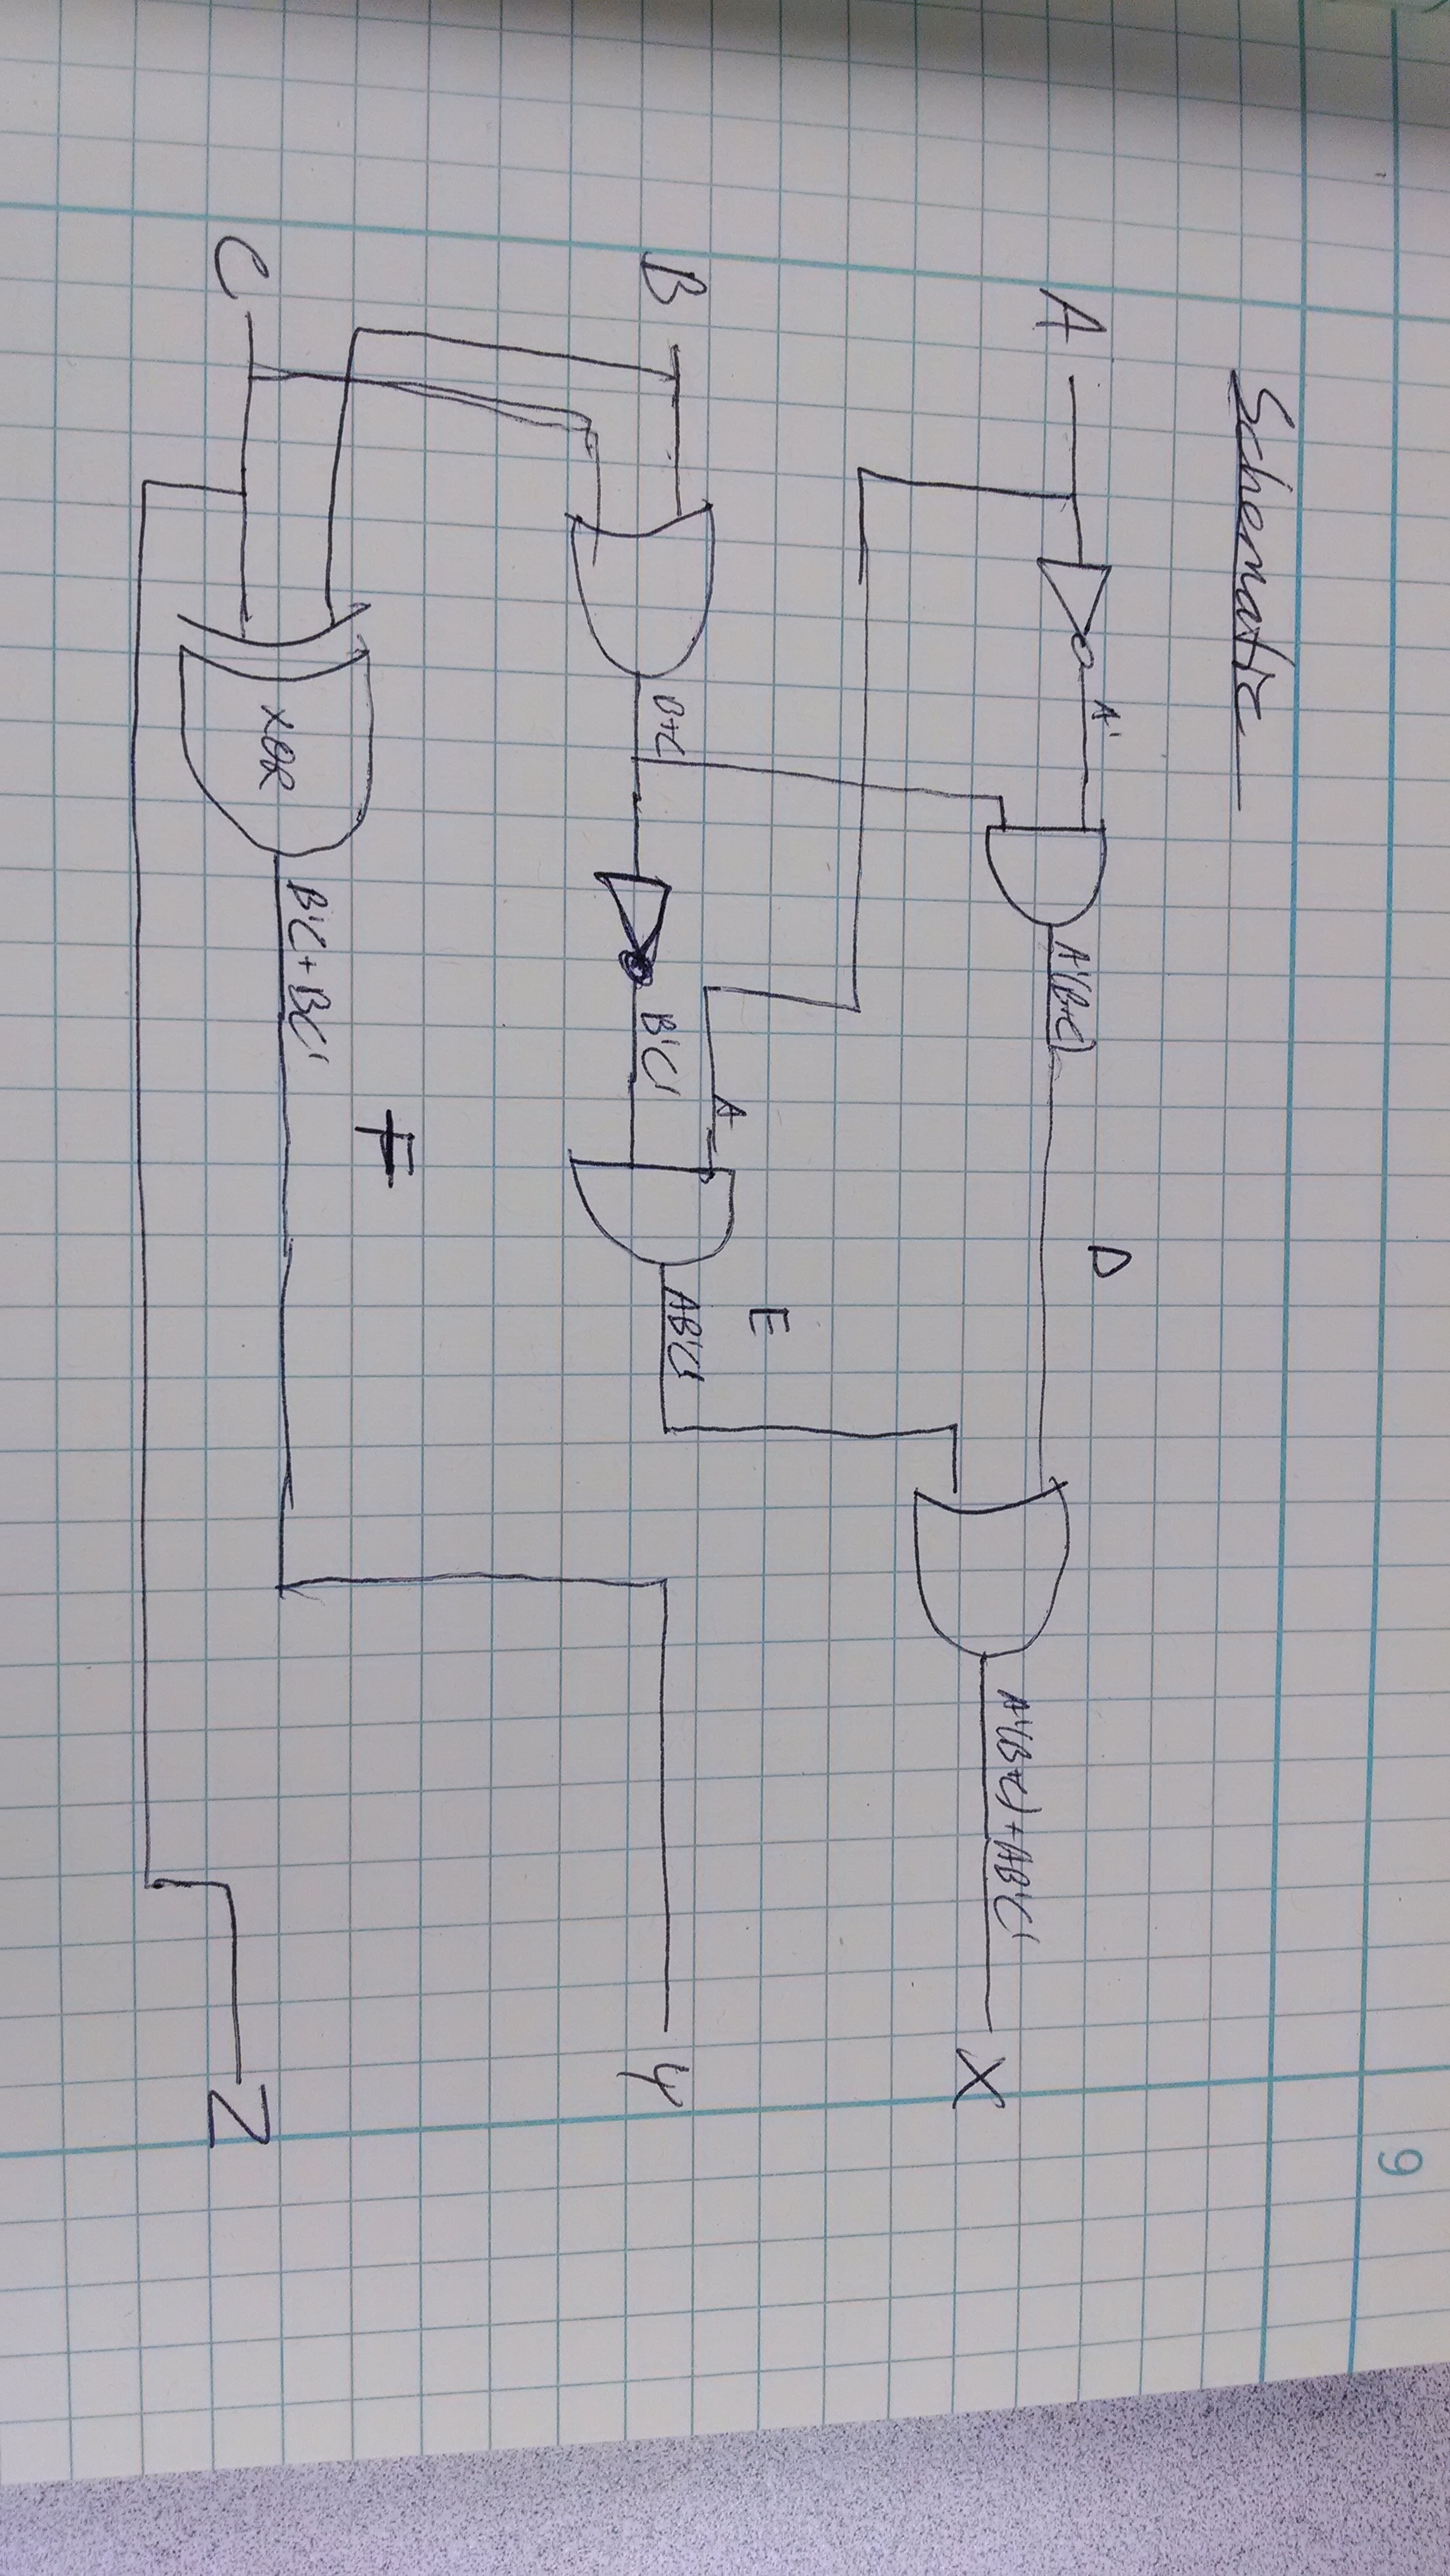 9
Schematic
A
A'
A'(B+C)
D
A'(B+C)+AB'C'
X
B
B+C
B'C'
A
AB'C'
E
Y
C
XOR
B'C+BC'
F
Z